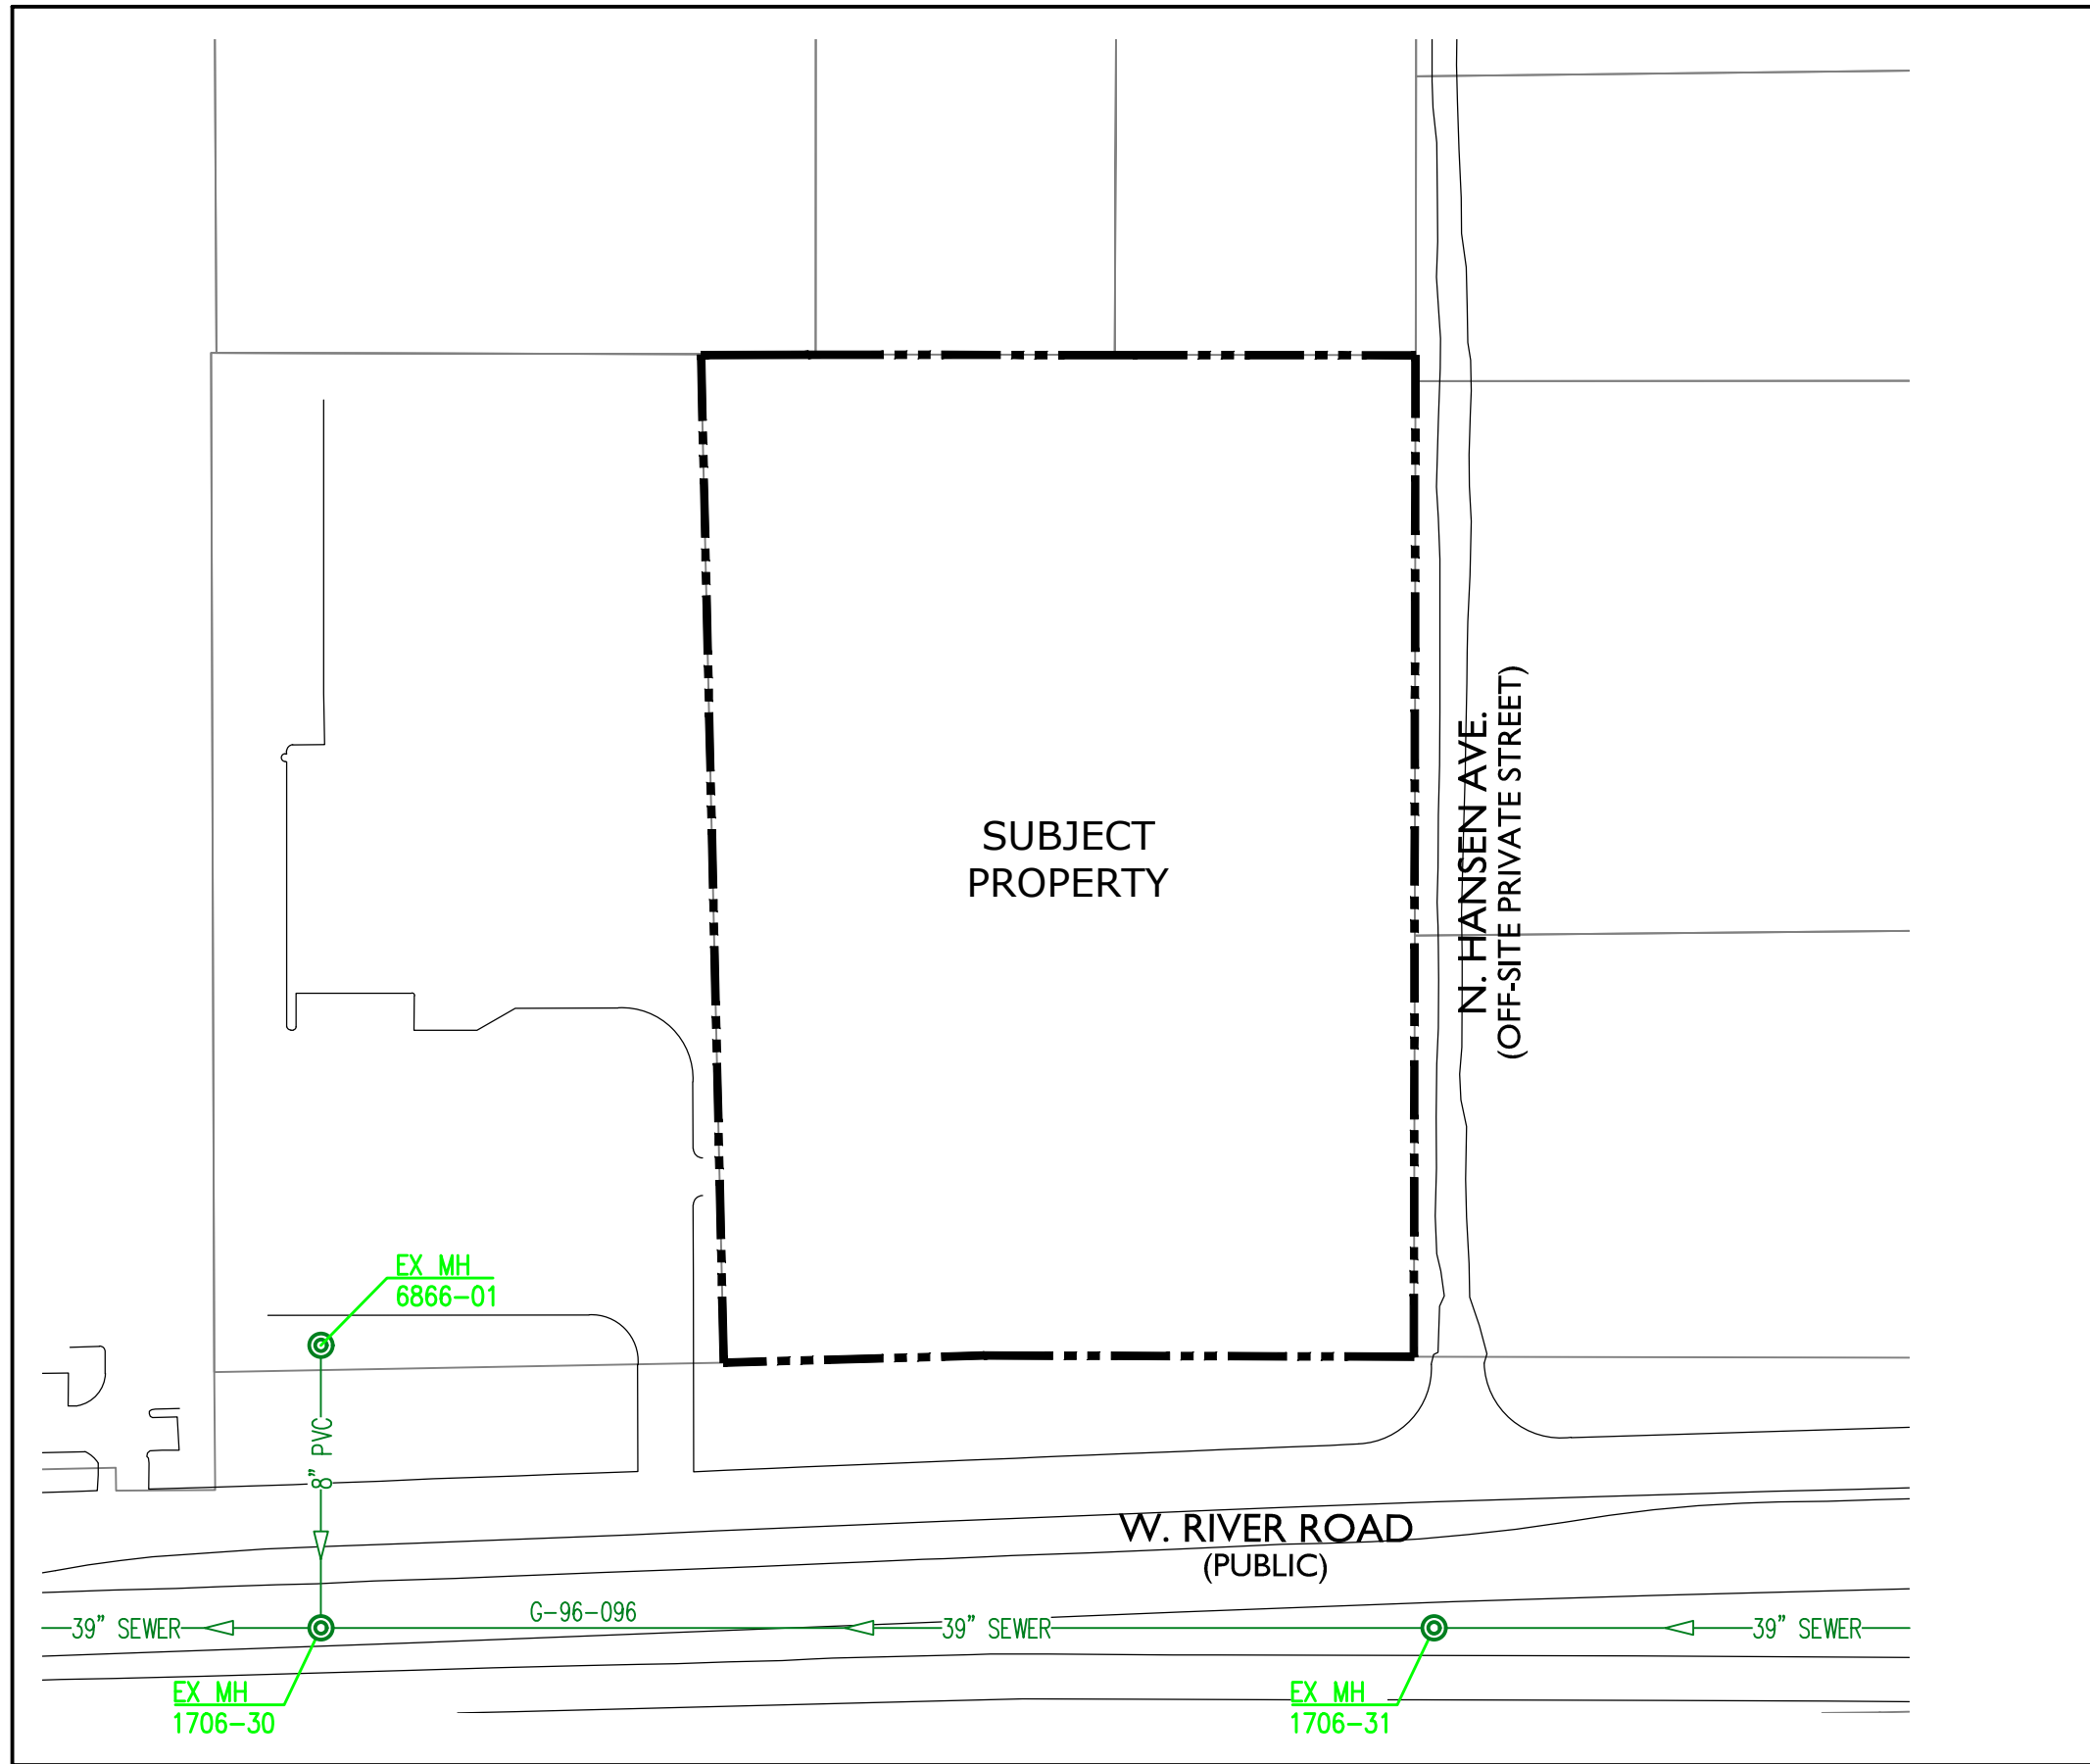 SUBJECT
PROPERTY
N. HANSEN AVE.
(OFF-SITE PRIVATE STREET)
EX MH
6866-01
8" PVC
W. RIVER ROAD
(PUBLIC)
G-96-096
39" SEWER
39" SEWER
39" SEWER
EX MH
1706-30
EX MH
1706-31